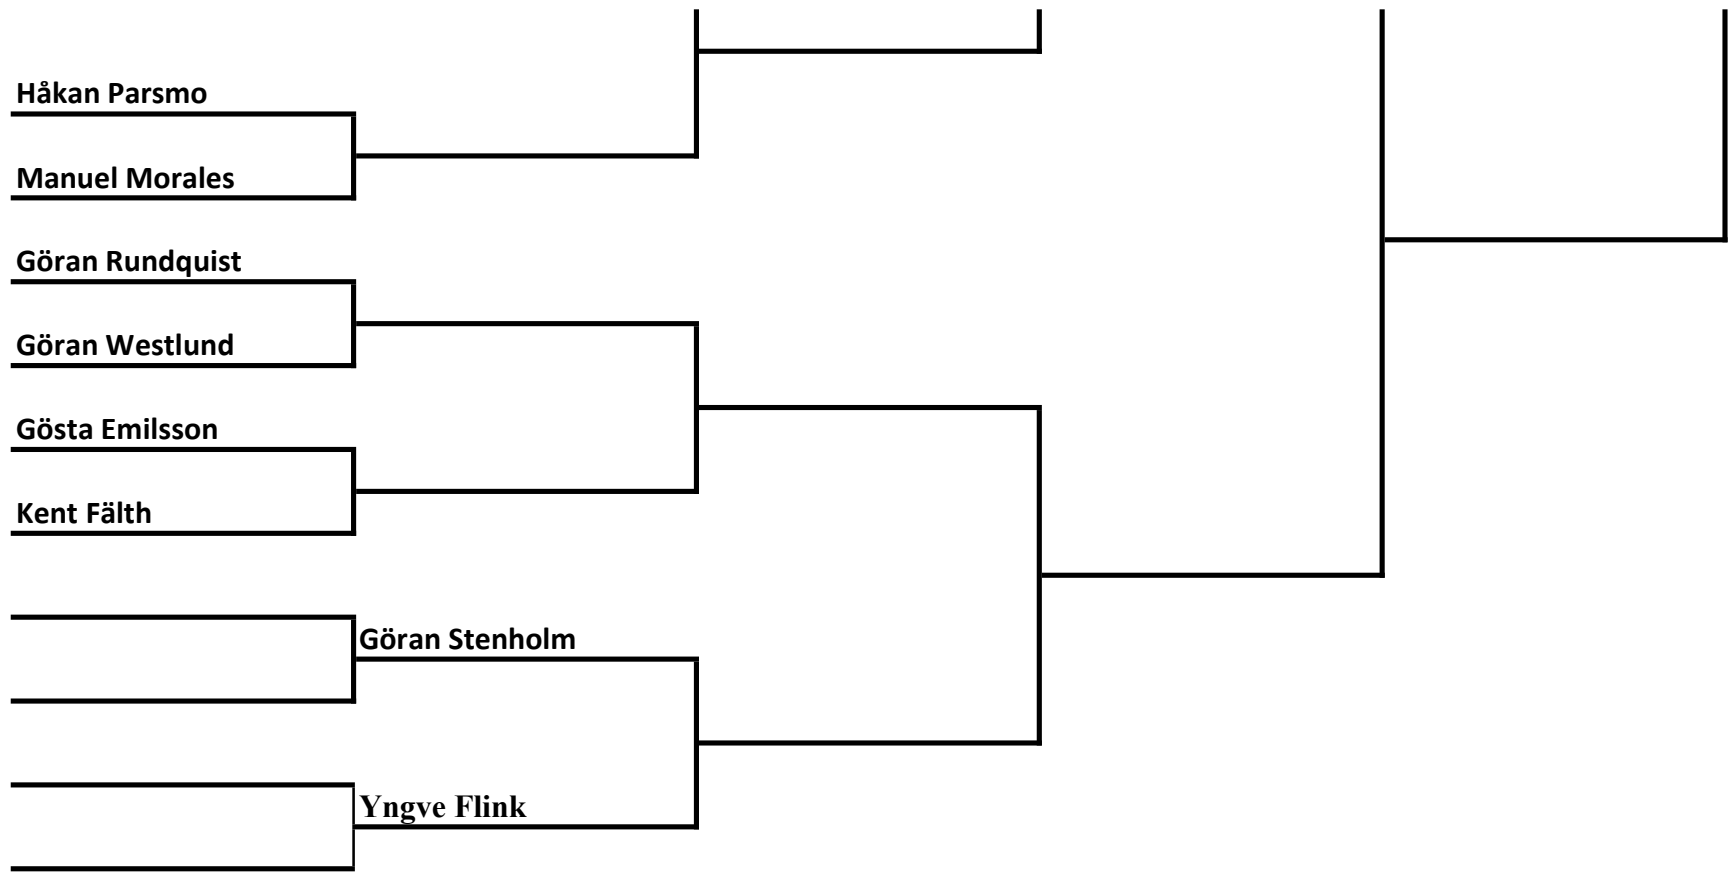 Håkan Parsmo
Manuel Morales
Göran Rundquist
Göran Westlund
Gösta Emilsson
Kent Fälth
Göran Stenholm
Yngve Flink